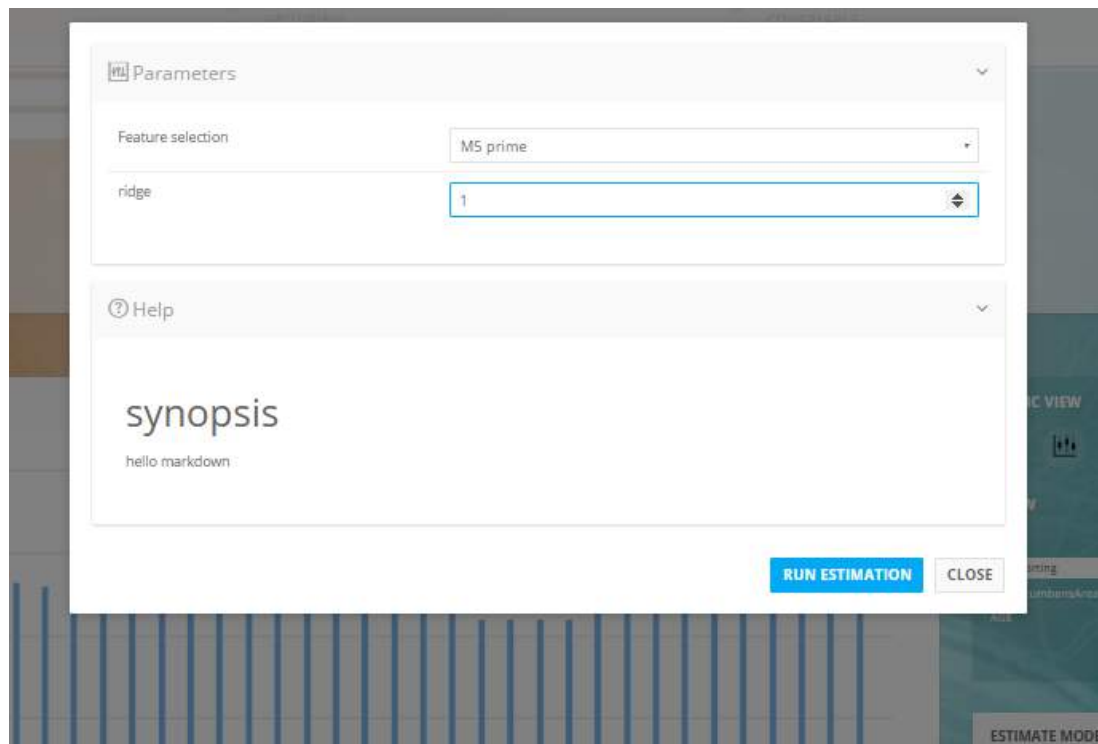 Parameters
Feature selection
M5 prime
ridge
1
Help
synopsis
hello markdown
RUN ESTIMATION
CLOSE
IC VIEW
W
ESTIMATE MODE